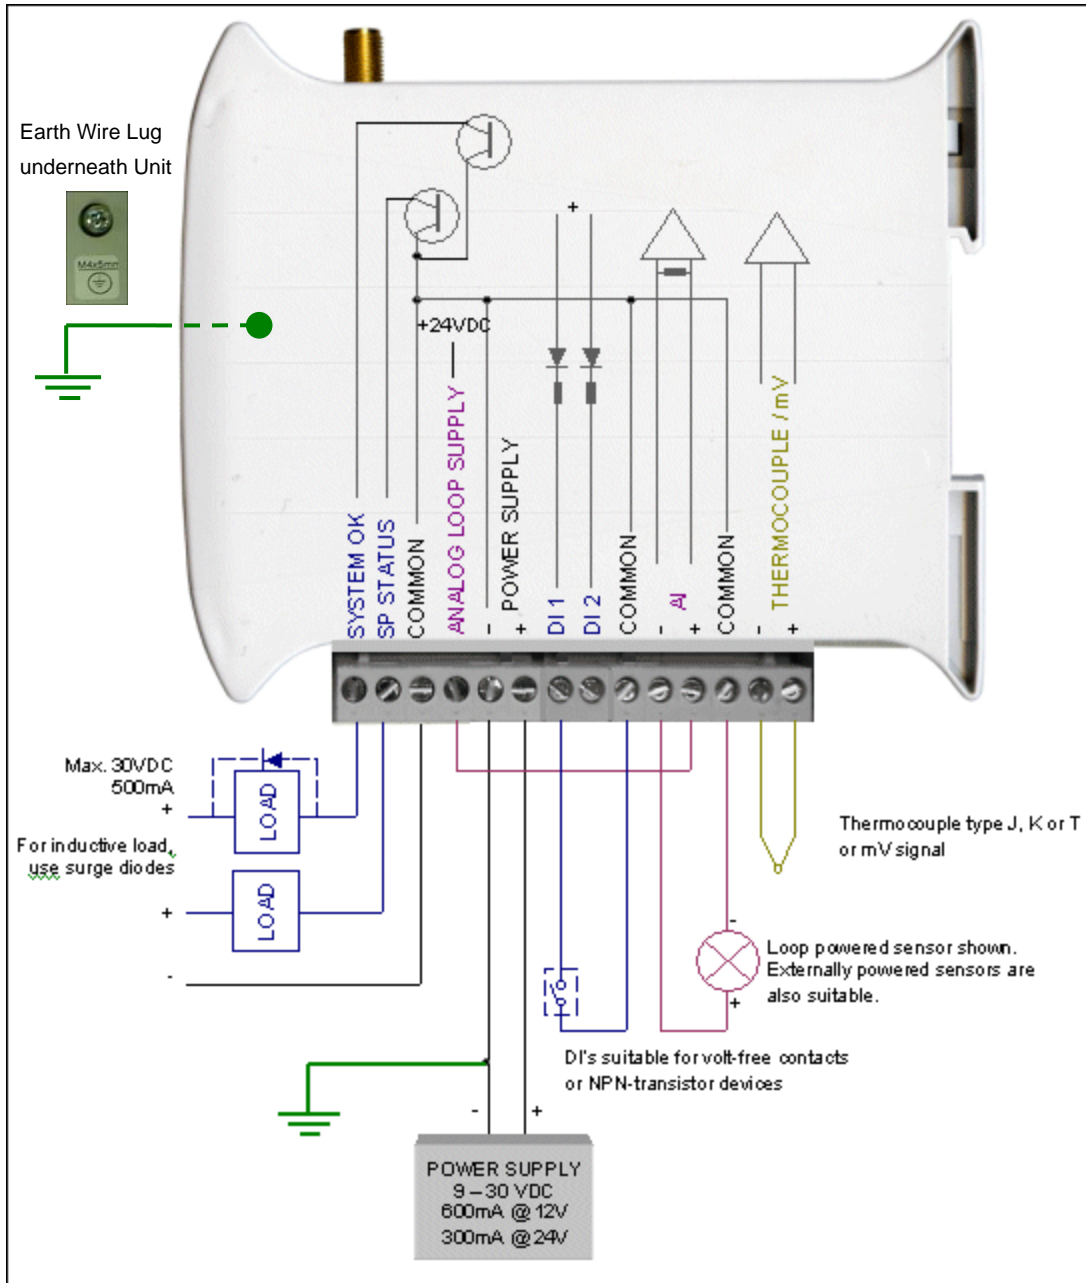 Earth Wire Lug
underneath Unit
M4x5mm
+
+24VDC
SYSTEM OK
SP STATUS
COMMON
ANALOG LOOP SUPPLY
-
+
POWER SUPPLY
DI 1
DI 2
COMMON
-
AI
+
COMMON
-
THERMOCOUPLE / mV
+
Max. 30VDC
500mA
+
LOAD
For inductive load,
use surge diodes
+
LOAD
-
Thermocouple type J, K or T
or mV signal
-
Loop powered sensor shown.
Externally powered sensors are
also suitable.
+
DI's suitable for volt-free contacts
or NPN-transistor devices
-
+
POWER SUPPLY
9 – 30 VDC
600mA @ 12V
300mA @ 24V